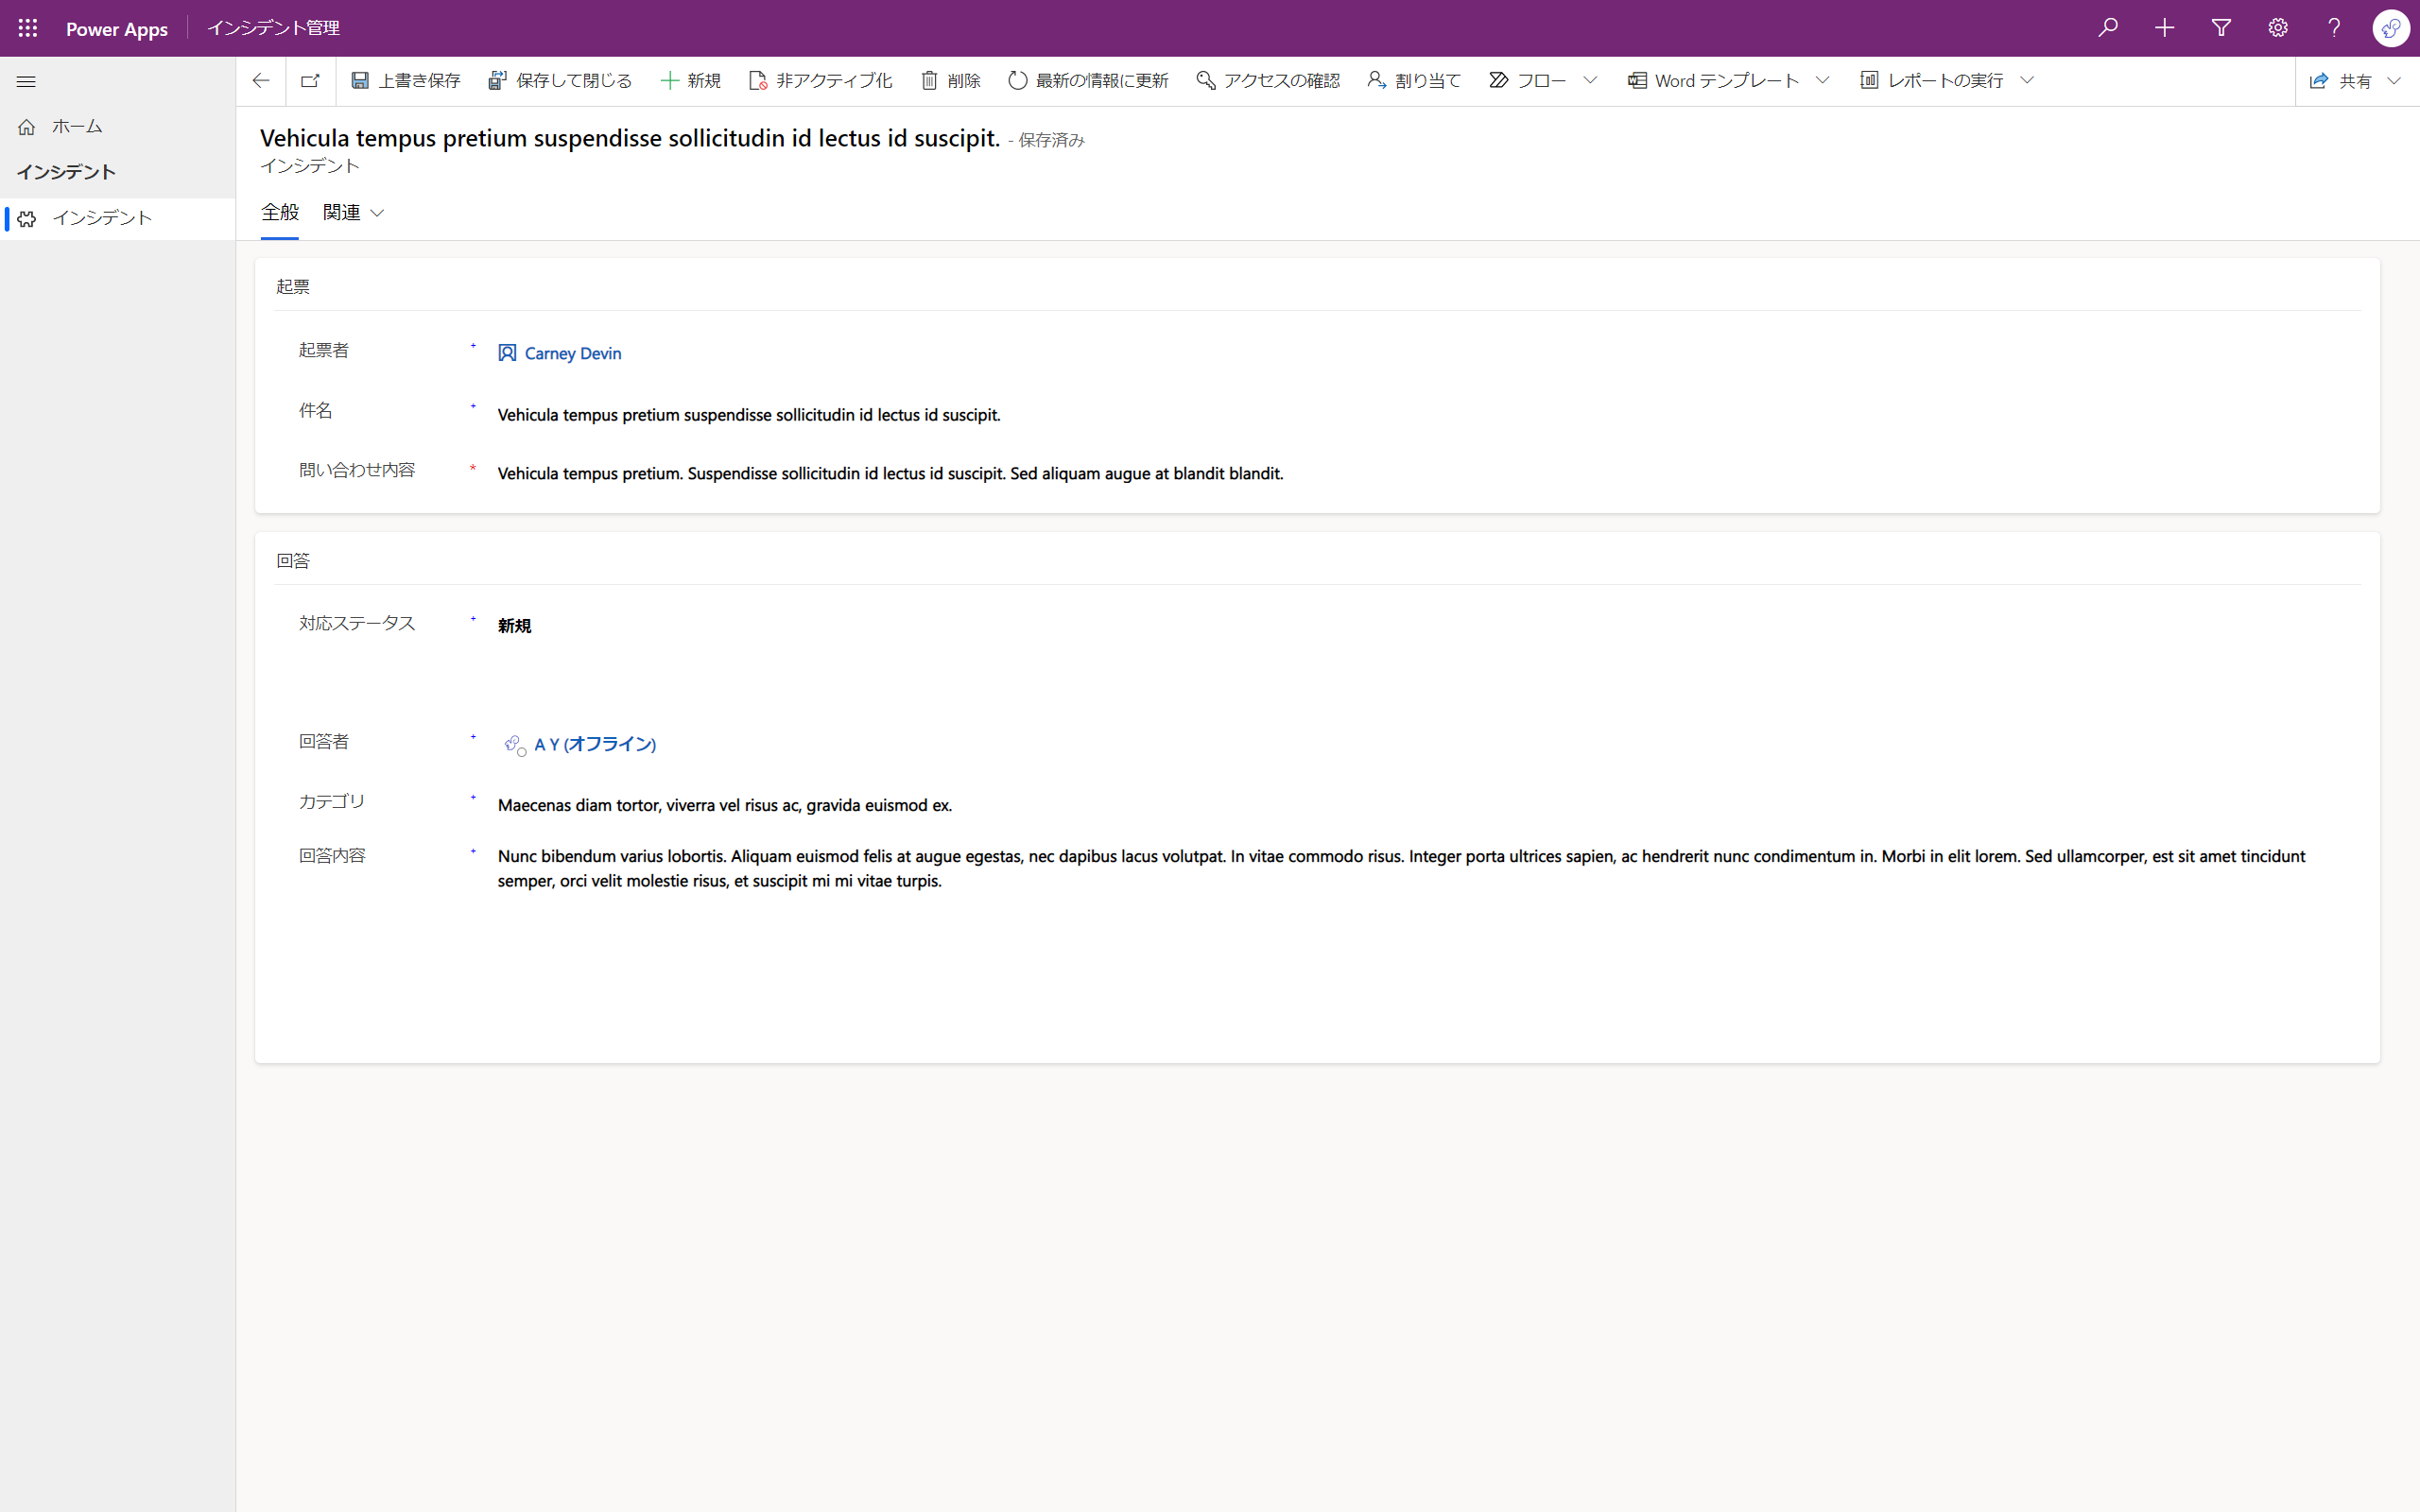 Power Apps インシデント管理
上書き保存 保存して閉じる 新規 非アクティブ化 削除 最新の情報に更新 アクセスの確認 割り当て フロー Word テンプレート レポートの実行 共有
ホーム
インシデント
インシデント
Vehicula tempus pretium suspendisse sollicitudin id lectus id suscipit. - 保存済み
インシデント
全般 関連
起票
起票者 + Carney Devin
件名 + Vehicula tempus pretium suspendisse sollicitudin id lectus id suscipit.
問い合わせ内容 * Vehicula tempus pretium. Suspendisse sollicitudin id lectus id suscipit. Sed aliquam augue at blandit blandit.
回答
対応ステータス + 新規
回答者 + A Y (オフライン)
カテゴリ + Maecenas diam tortor, viverra vel risus ac, gravida euismod ex.
回答内容 + Nunc bibendum varius lobortis. Aliquam euismod felis at augue egestas, nec dapibus lacus volutpat. In vitae commodo risus. Integer porta ultrices sapien, ac hendrerit nunc condimentum in. Morbi in elit lorem. Sed ullamcorper, est sit amet tincidunt
semper, orci velit molestie risus, et suscipit mi mi vitae turpis.